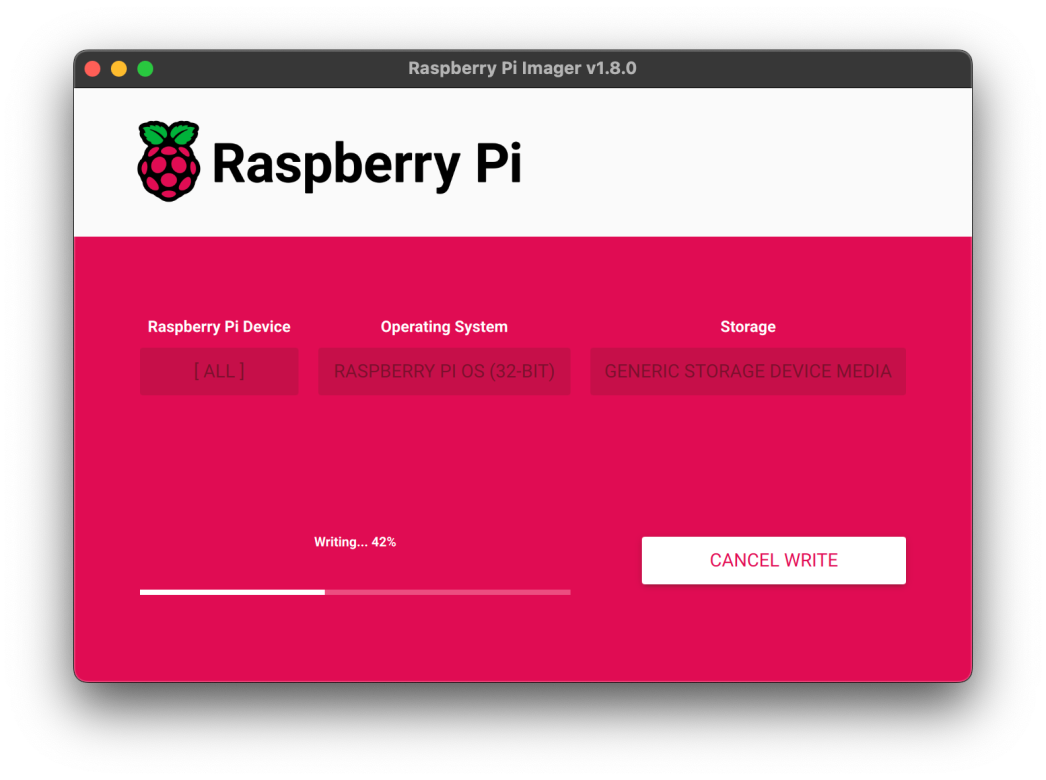 Raspberry Pi Imager v1.8.0
Raspberry Pi
Raspberry Pi Device
Operating System
Storage
[ ALL ]
RASPBERRY PI OS (32-BIT)
GENERIC STORAGE DEVICE MEDIA
Writing... 42%
CANCEL WRITE